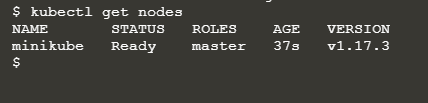 $ kubectl get nodes
NAME STATUS ROLES AGE VERSION
minikube Ready master 37s v1.17.3
$